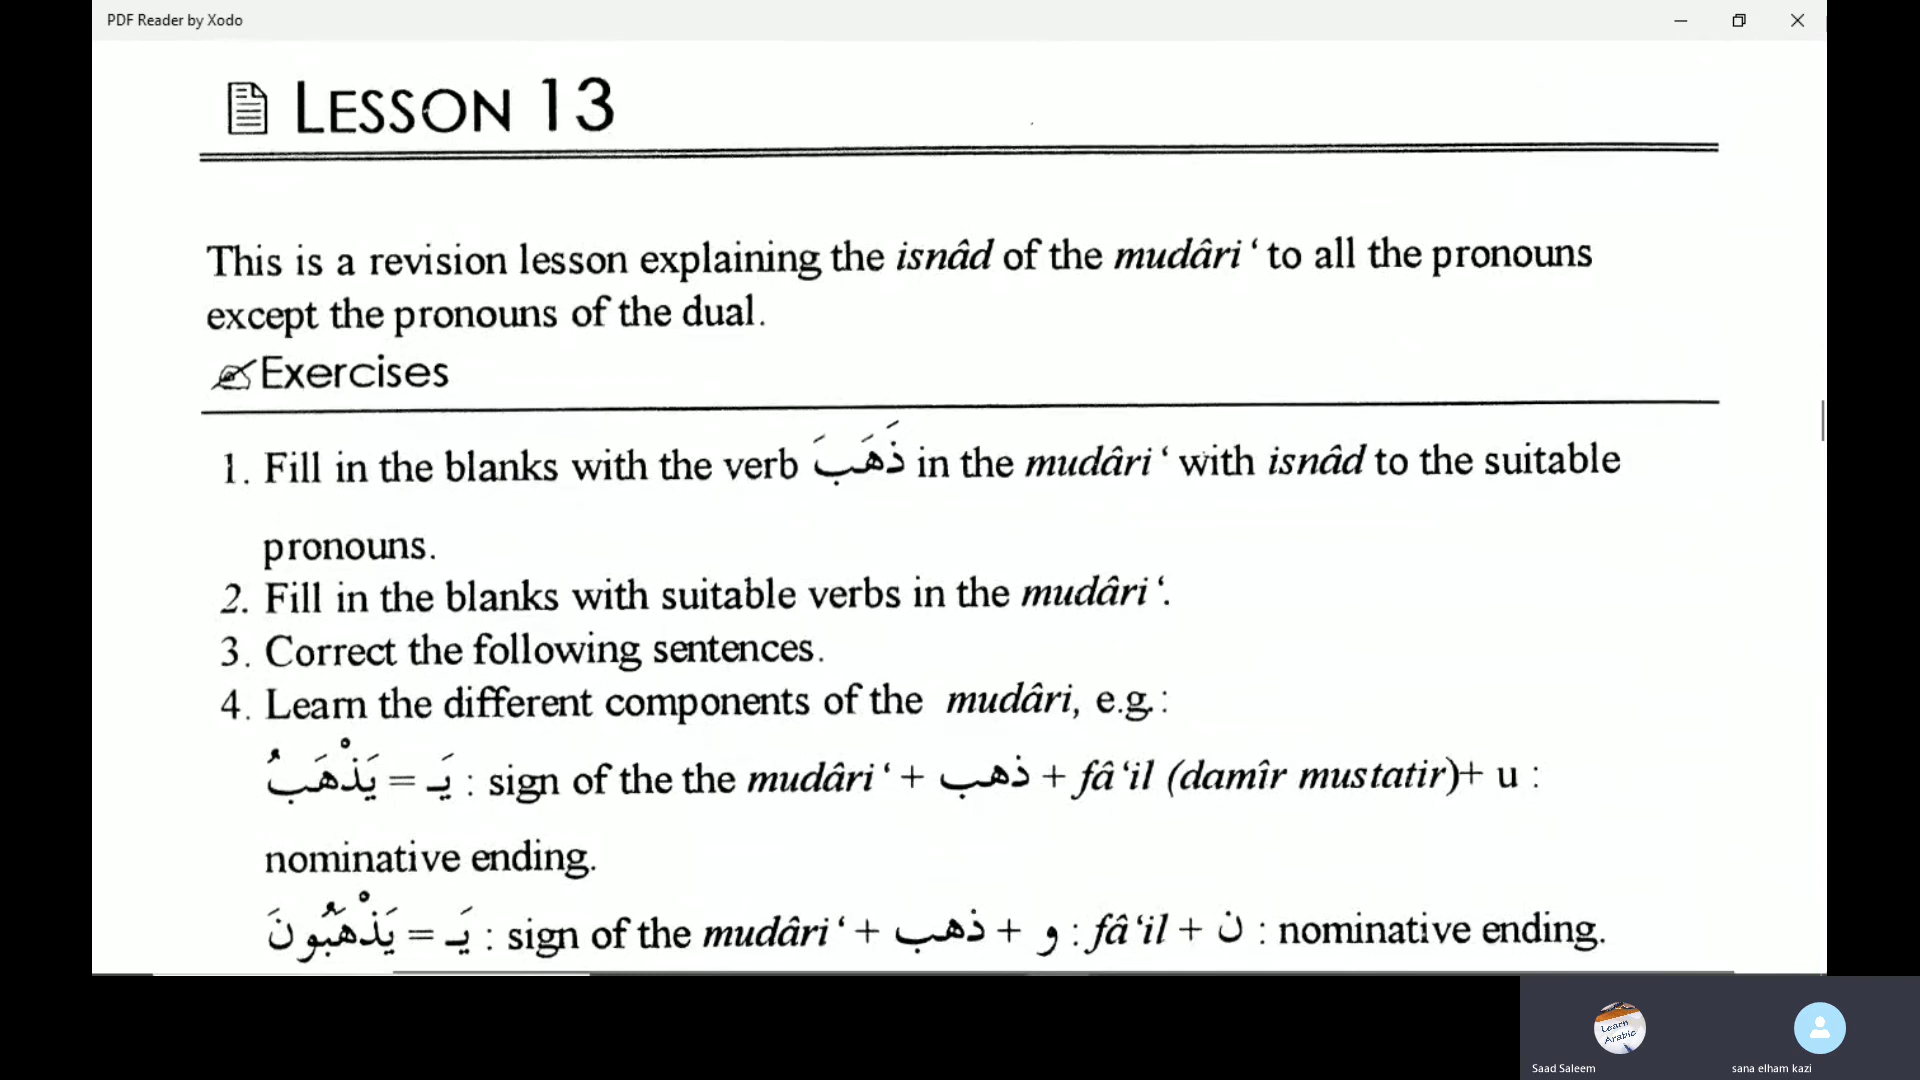 PDF Reader by Xodo
LESSON 13
This is a revision lesson explaining the isnâd of the mudâri‘ to all the pronouns
except the pronouns of the dual.
Exercises
1. Fill in the blanks with the verb ذَهَبَ in the mudâri‘ with isnâd to the suitable
pronouns.
2. Fill in the blanks with suitable verbs in the mudâri‘.
3. Correct the following sentences.
4. Learn the different components of the mudâri, e.g.:
يَذْهَبُ = يَـ : sign of the the mudâri‘ + ذهب + fâ‘il (damîr mustatir)+ u :
nominative ending.
يَذْهَبُونَ = يَـ : sign of the mudâri‘ + ذهب + و : fâ‘il + ن : nominative ending.
Learn
Arabic
Saad Saleem
sana elham kazi